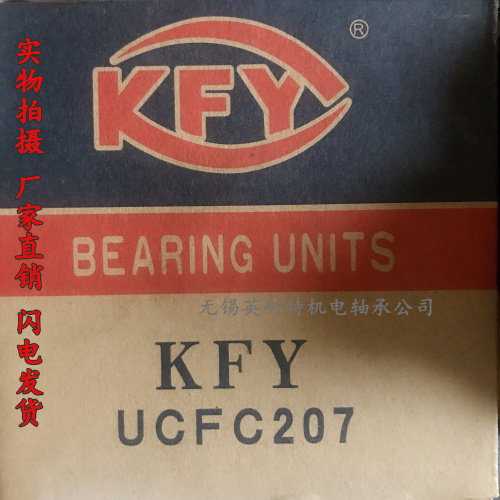 实物拍摄 厂家直销 闪电发货
KFY®
BEARING UNITS
无锡英耐特机电轴承公司
KFY
UCFC207